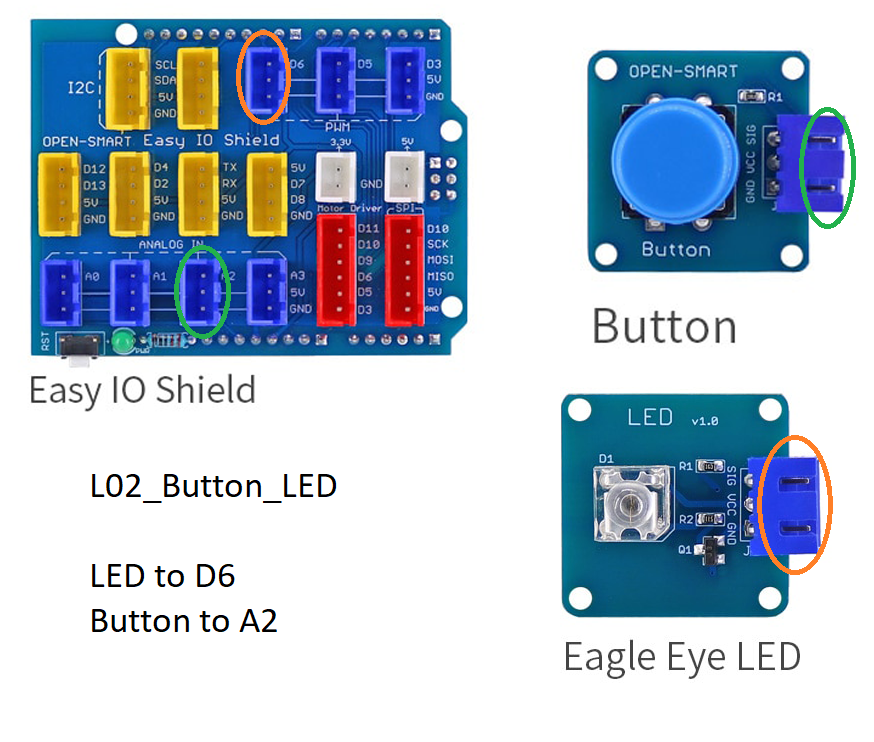 I2C
SCL
SDA
5V
GND
D6
D5
D3
5V
GND
PWM
OPEN-SMART Easy IO Shield
3.3V
5V
D12
D13
5V
GND
D4
D2
5V
GND
TX
RX
5V
GND
5V
D7
D8
GND
GND
Motor Driver
SPI
ANALOG IN
A0
A1
A2
A3
5V
GND
D11
D10
D9
D6
D5
D3
D10
SCK
MOSI
MISO
5V
GND
RST
PWR
Easy IO Shield
OPEN-SMART
R1
SIG
VCC
GND
Button
Button
L02_Button_LED
LED to D6
Button to A2
LED v1.0
D1
R1
R2
Q1
SIG
VCC
GND
J
Eagle Eye LED